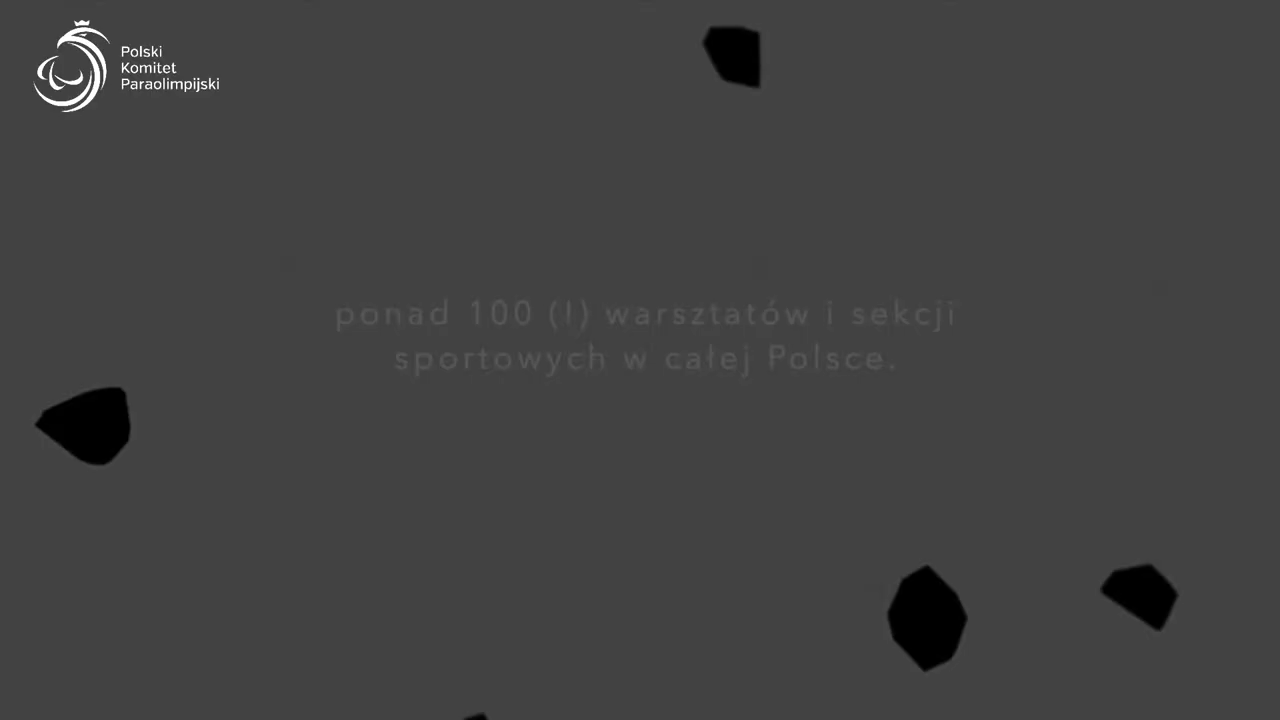 Polski
Komitet
Paraolimpijski
ponad 100 (!) warsztatów i sekcji
sportowych w całej Polsce.